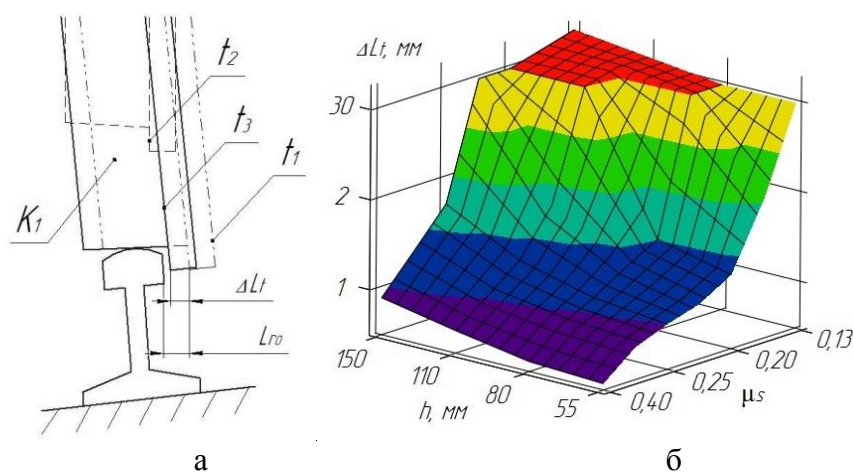 t₂
t₃
t₁
K₁
ΔLt
Lго
а
ΔLt, мм
30
2
1
150
110
80
55
h, мм
0,40
0,25
0,20
0,13
μs
б